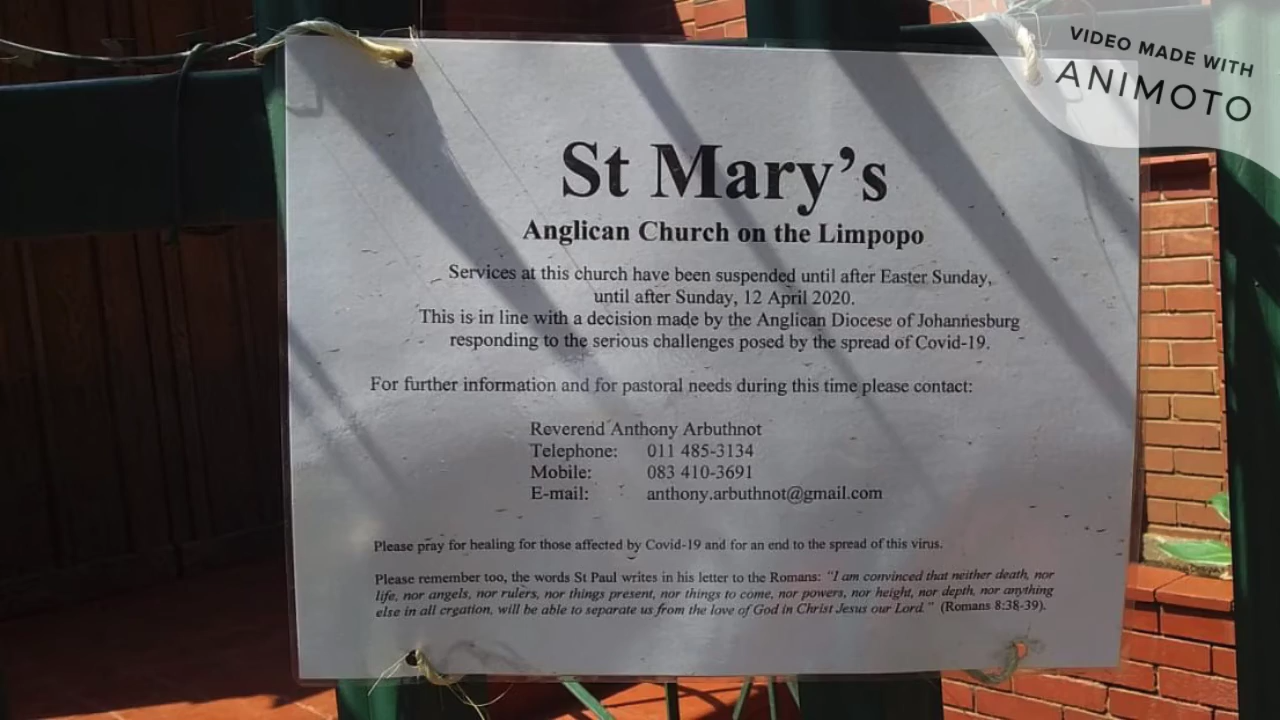 VIDEO MADE WITH
ANIMOTO
St Mary's
Anglican Church on the Limpopo
Services at this church have been suspended until after Easter Sunday,
until after Sunday, 12 April 2020.
This is in line with a decision made by the Anglican Diocese of Johannesburg
responding to the serious challenges posed by the spread of Covid-19.
For further information and for pastoral needs during this time please contact:
Reverend Anthony Arbuthnot
Telephone: 011 485-3134
Mobile: 083 410-3691
E-mail: anthony.arbuthnot@gmail.com
Please pray for healing for those affected by Covid-19 and for an end to the spread of this virus.
Please remember too, the words St Paul writes in his letter to the Romans: "I am convinced that neither death, nor
life, nor angels, nor rulers, nor things present, nor things to come, nor powers, nor height, nor depth, nor anything
else in all creation, will be able to separate us from the love of God in Christ Jesus our Lord." (Romans 8:38-39).